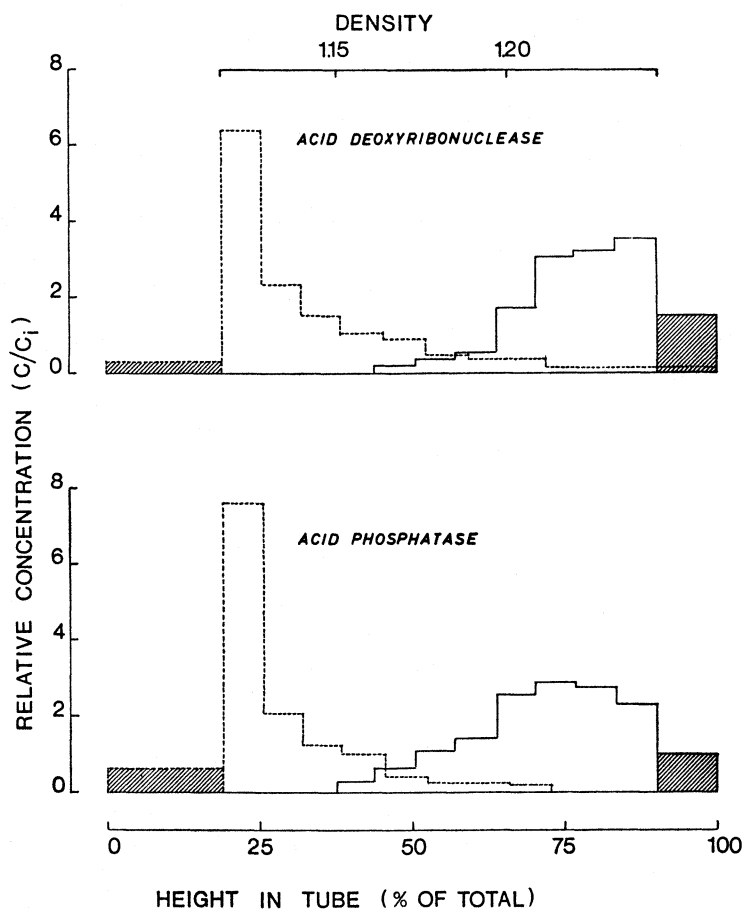 DENSITY
1.15 1.20
8
6
4
2
0
ACID DEOXYRIBONUCLEASE
RELATIVE CONCENTRATION (C/Ci)
8
6
4
2
0
ACID PHOSPHATASE
0 25 50 75 100
HEIGHT IN TUBE (% OF TOTAL)